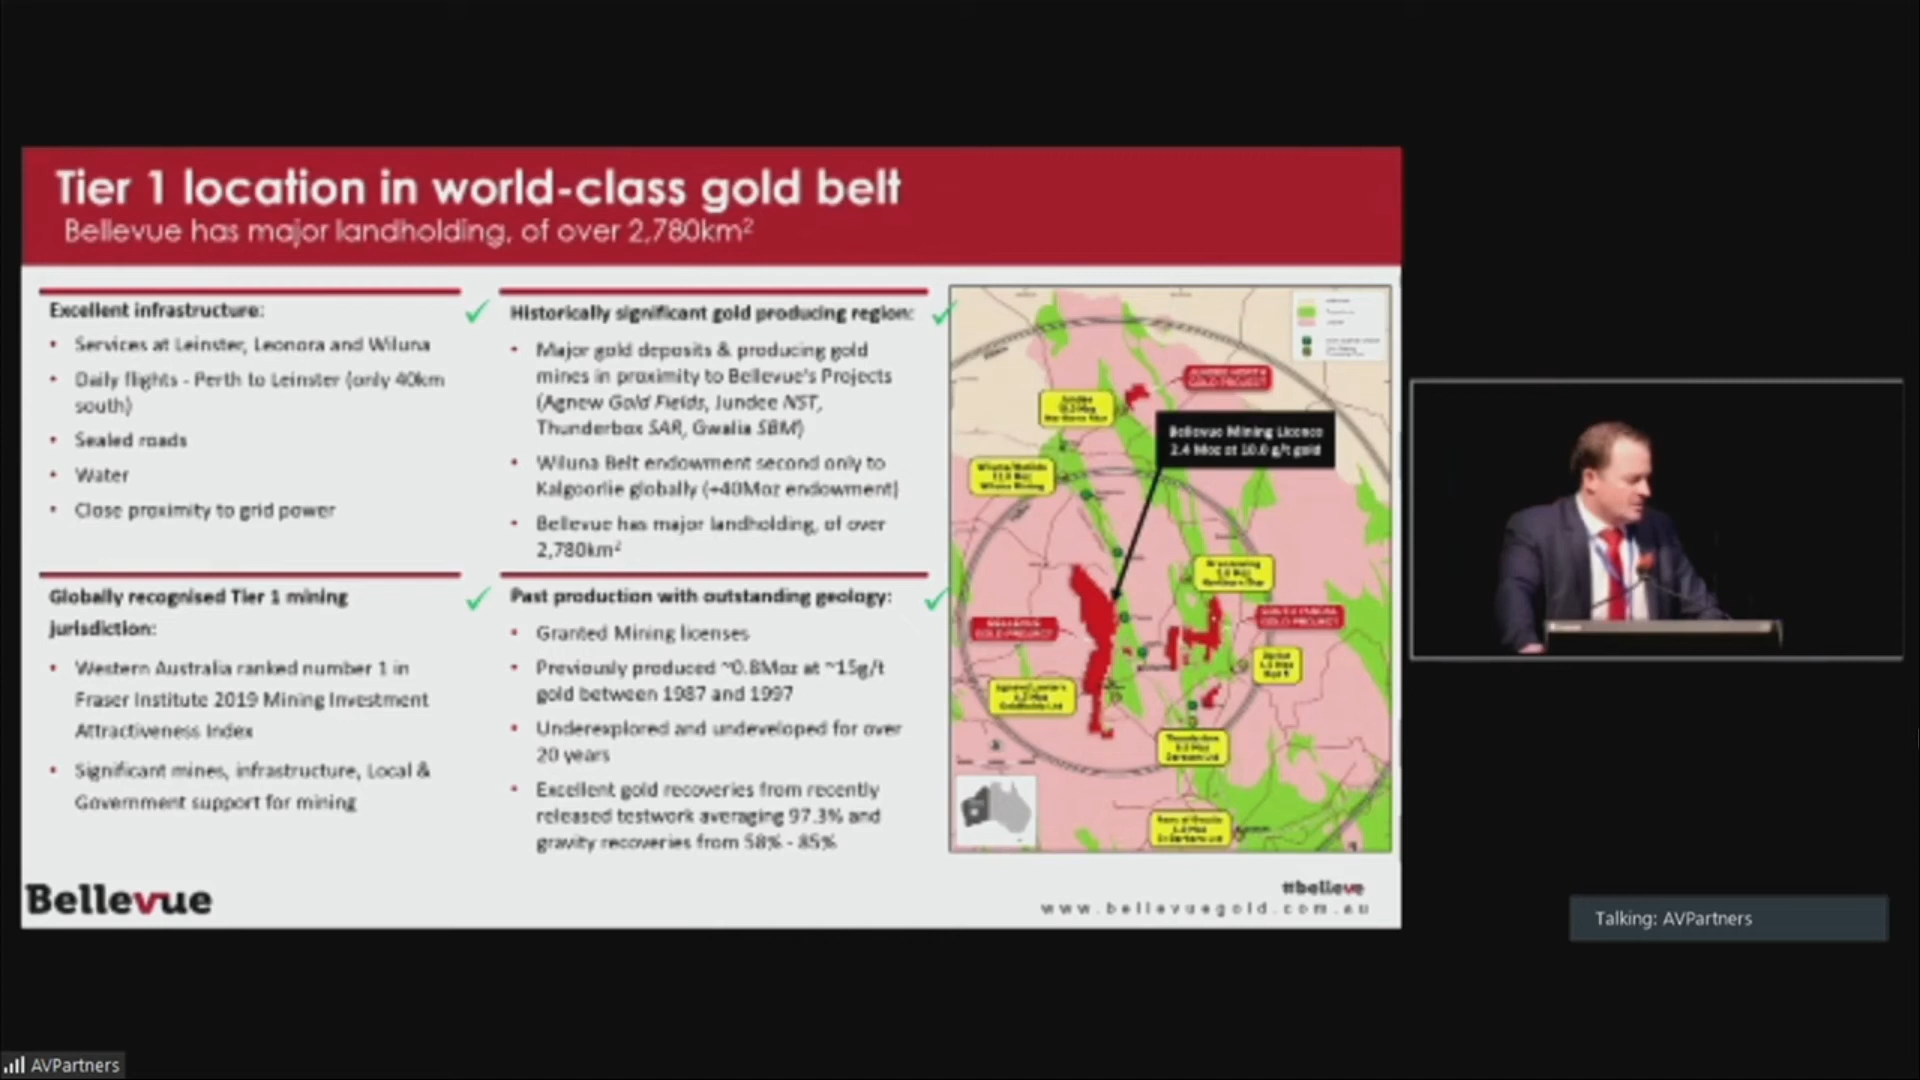 Tier 1 location in world-class gold belt
Bellevue has major landholding, of over 2,780km²
Excellent infrastructure:
• Services at Leinster, Leonora and Wiluna
• Daily flights - Perth to Leinster (only 40km
south)
• Sealed roads
• Water
• Close proximity to grid power
Historically significant gold producing region:
• Major gold deposits & producing gold
mines in proximity to Bellevue's Projects
(Agnew Gold Fields, Jundee NST,
Thunderbox SAR, Gwalia SBM)
• Wiluna Belt endowment second only to
Kalgoorlie globally (+40Moz endowment)
• Bellevue has major landholding, of over
2,780km²
Globally recognised Tier 1 mining
jurisdiction:
• Western Australia ranked number 1 in
Fraser Institute 2019 Mining Investment
Attractiveness Index
• Significant mines, infrastructure, Local &
Government support for mining
Past production with outstanding geology:
• Granted Mining licenses
• Previously produced ~0.8Moz at ~15g/t
gold between 1987 and 1997
• Underexplored and undeveloped for over
20 years
• Excellent gold recoveries from recently
released testwork averaging 97.3% and
gravity recoveries from 58% - 85%
Bellevue Mining Licence
2.4 Moz at 10.0 g/t gold
BELLEVUE
GOLD PROJECT
GOLD PROJECT
GOLD PROJECT
Jundee
Bellevue
#bellevue
www.bellevuegold.com.au
Talking: AVPartners
AVPartners